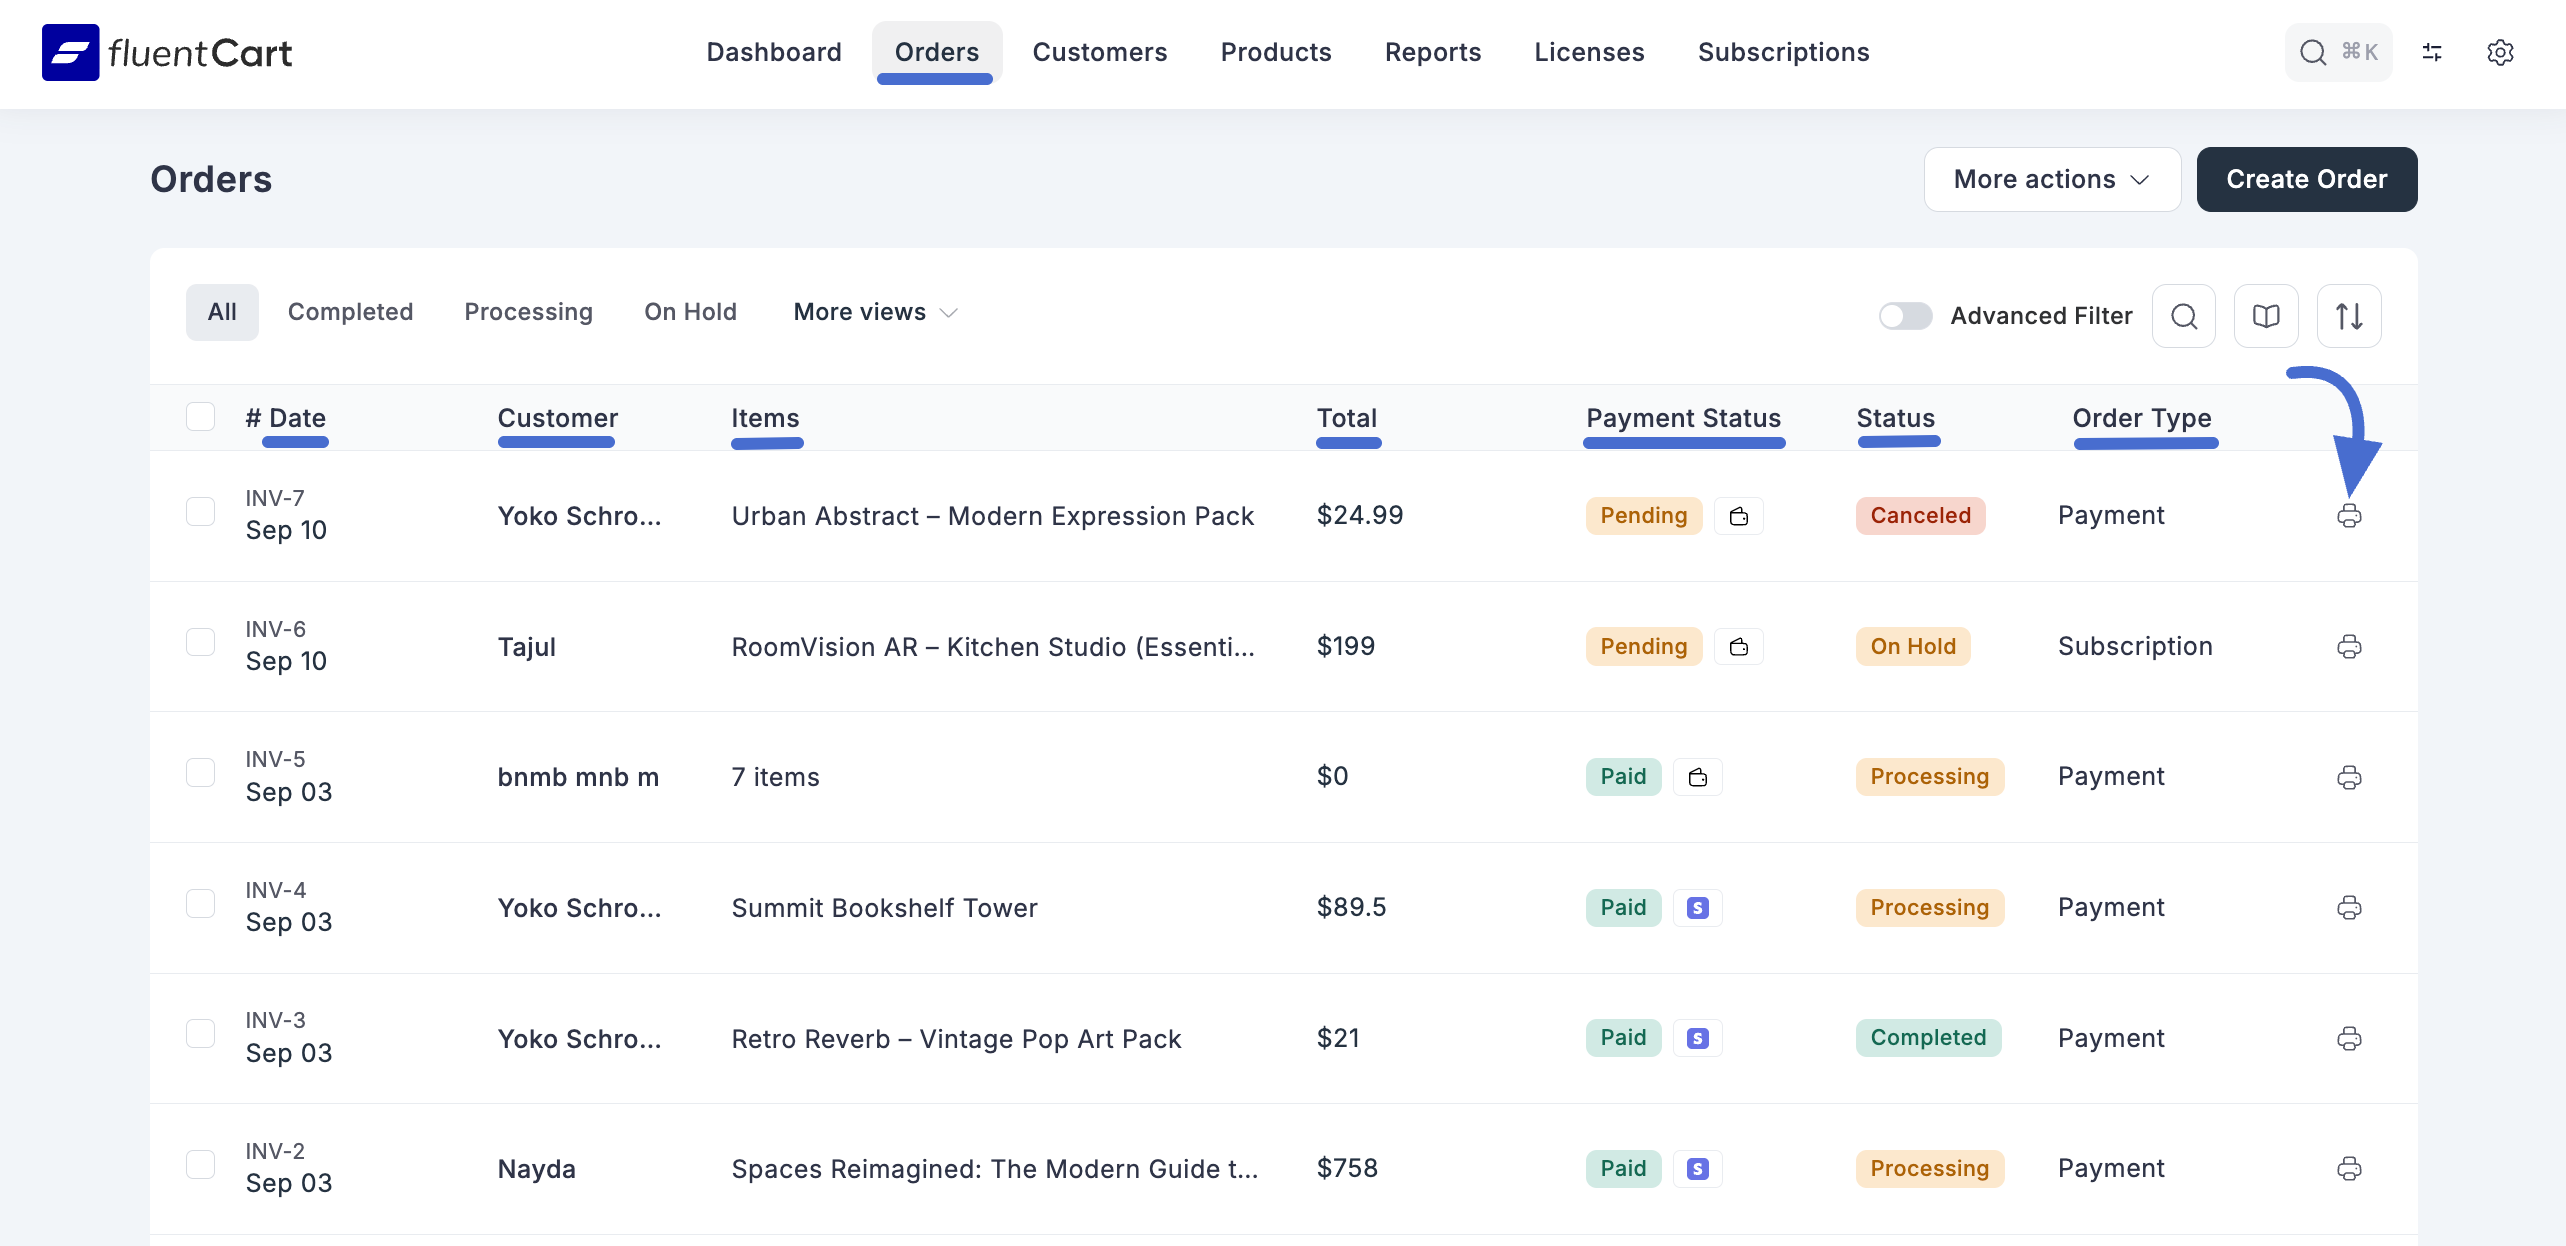 fluentCart
Dashboard Orders Customers Products Reports Licenses Subscriptions ⌘K
Orders More actions Create Order
All Completed Processing On Hold More views Advanced Filter
# Date Customer Items Total Payment Status Status Order Type
INV-7
Sep 10 Yoko Schro... Urban Abstract – Modern Expression Pack $24.99 Pending Canceled Payment
INV-6
Sep 10 Tajul RoomVision AR – Kitchen Studio (Essenti... $199 Pending On Hold Subscription
INV-5
Sep 03 bnmb mnb m 7 items $0 Paid Processing Payment
INV-4
Sep 03 Yoko Schro... Summit Bookshelf Tower $89.5 Paid S Processing Payment
INV-3
Sep 03 Yoko Schro... Retro Reverb – Vintage Pop Art Pack $21 Paid S Completed Payment
INV-2
Sep 03 Nayda Spaces Reimagined: The Modern Guide t... $758 Paid S Processing Payment